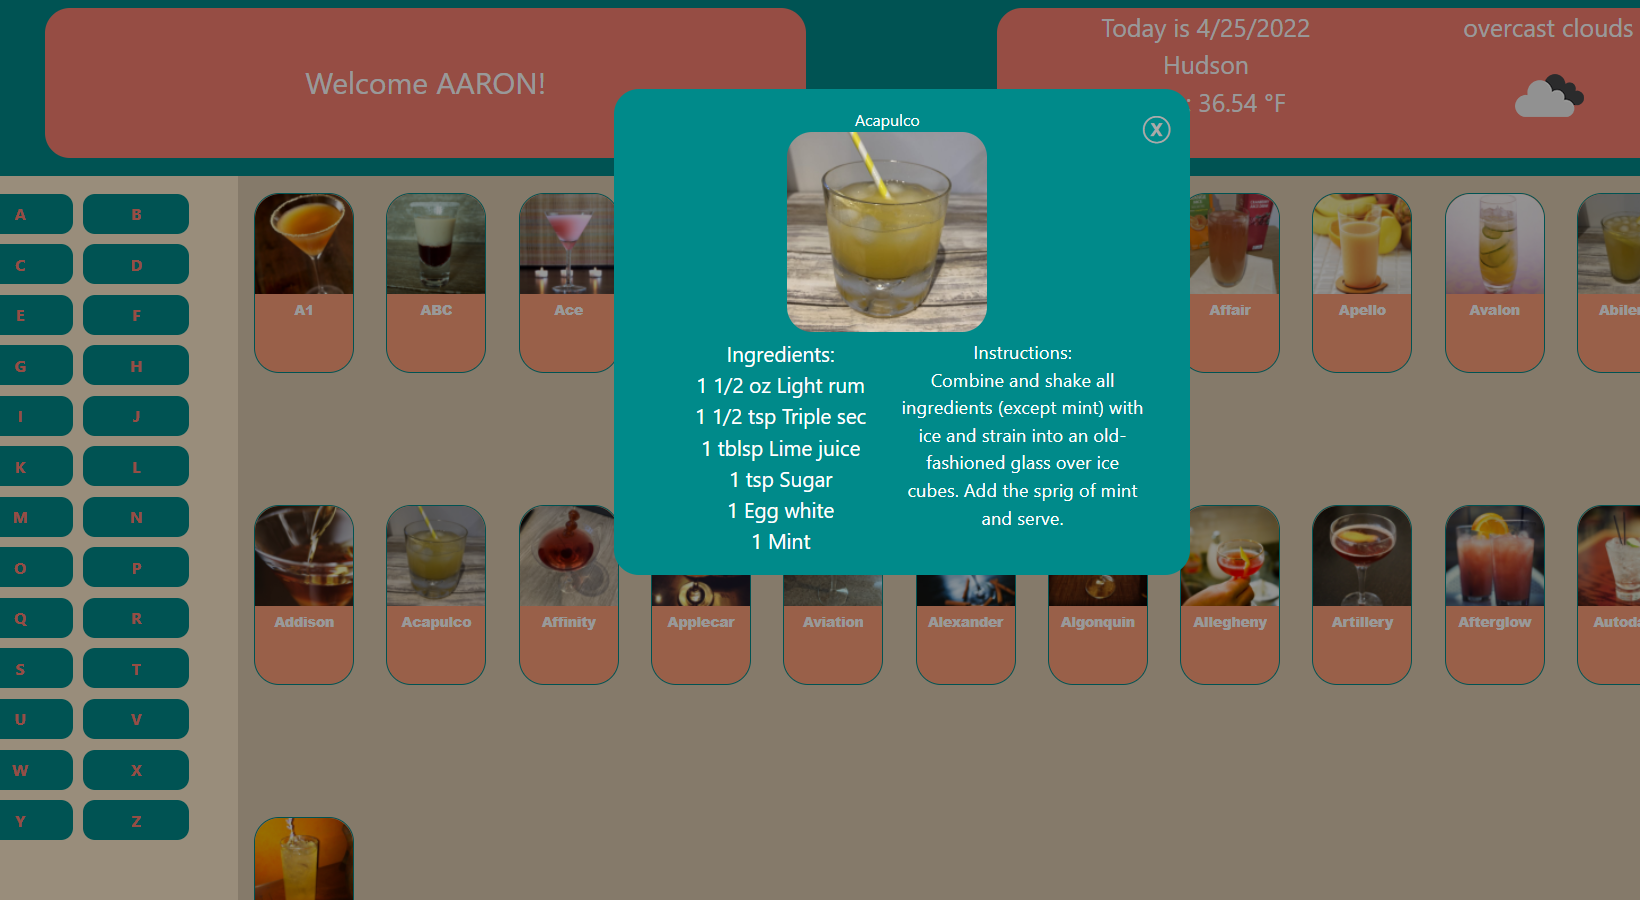 Welcome AARON!
Today is 4/25/2022
Hudson
: 36.54 °F
overcast clouds
Acapulco
X
Ingredients:
1 1/2 oz Light rum
1 1/2 tsp Triple sec
1 tblsp Lime juice
1 tsp Sugar
1 Egg white
1 Mint
Instructions:
Combine and shake all
ingredients (except mint) with
ice and strain into an old-
fashioned glass over ice
cubes. Add the sprig of mint
and serve.
A B
C D
E F
G H
I J
K L
M N
O P
Q R
S T
U V
W X
Y Z
A1 ABC Ace Affair Apello Avalon
Addison Acapulco Affinity Applecar Aviation Alexander Algonquin Allegheny Artillery Afterglow